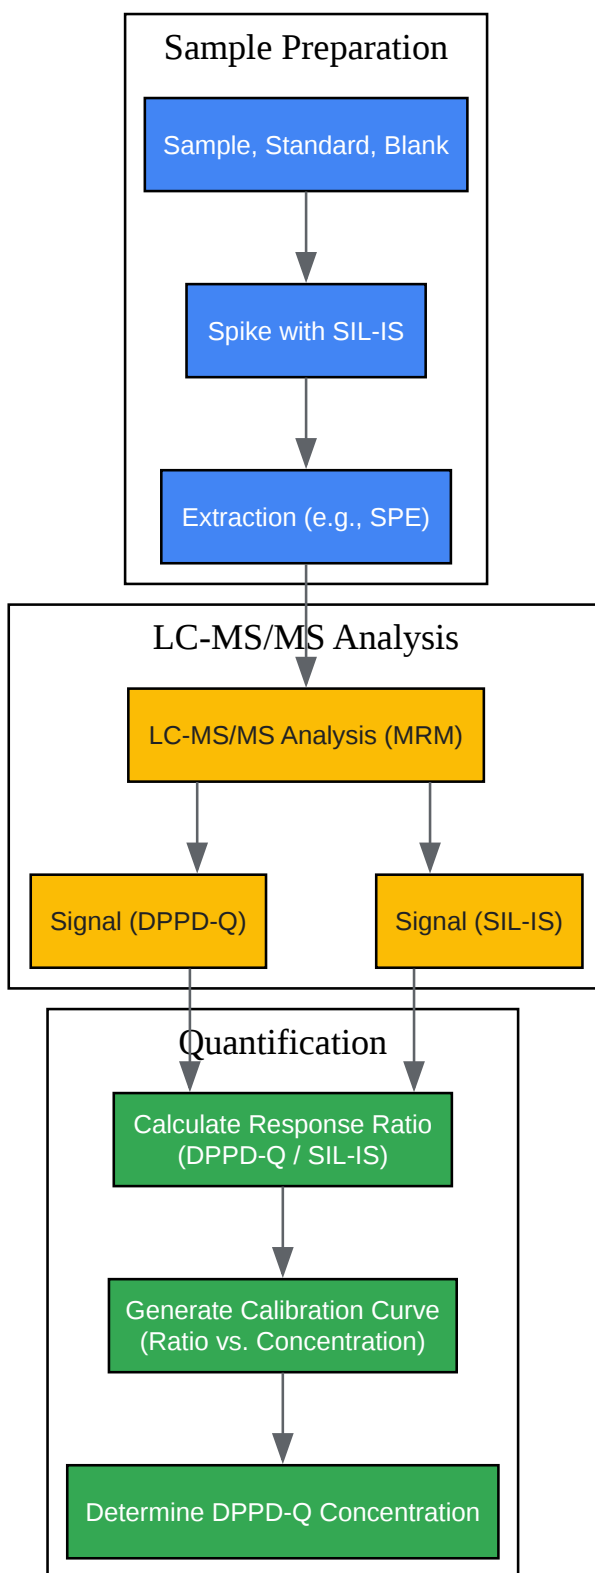 Sample Preparation
Sample, Standard, Blank
Spike with SIL-IS
Extraction (e.g., SPE)
LC-MS/MS Analysis
LC-MS/MS Analysis (MRM)
Signal (DPPD-Q)
Signal (SIL-IS)
Quantification
Calculate Response Ratio
(DPPD-Q / SIL-IS)
Generate Calibration Curve
(Ratio vs. Concentration)
Determine DPPD-Q Concentration